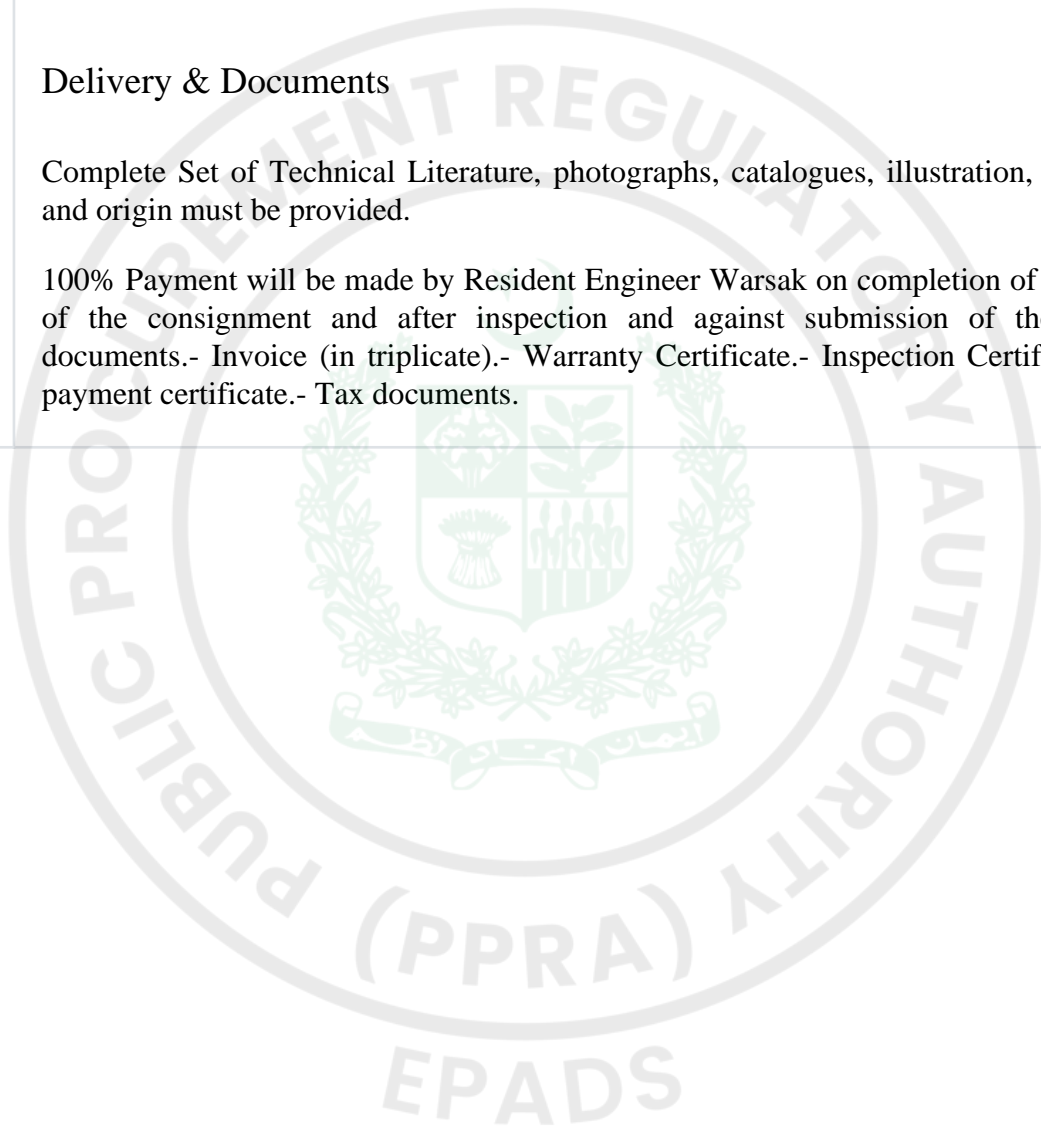 Delivery & Documents
Complete Set of Technical Literature, photographs, catalogues, illustration,
and origin must be provided.
100% Payment will be made by Resident Engineer Warsak on completion of
of the consignment and after inspection and against submission of
documents.- Invoice (in triplicate).- Warranty Certificate.- Inspection
payment certificate.- Tax documents.
PUBLIC PROCUREMENT REGULATORY AUTHORITY
(PPRA)
EPADS